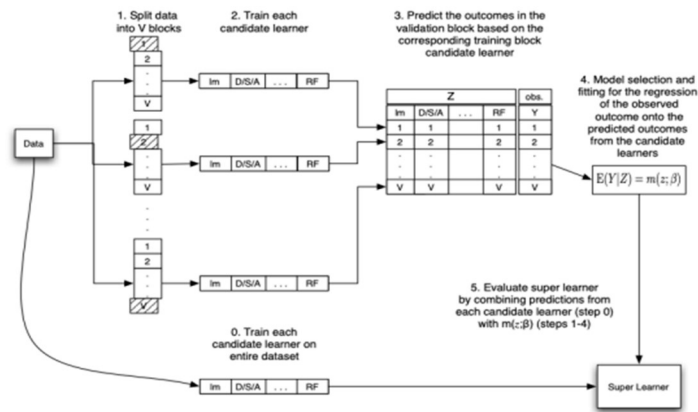 1. Split data
into V blocks
2. Train each
candidate learner
3. Predict the outcomes in the
validation block based on the
corresponding training block
candidate learner
4. Model selection and
fitting for the regression
of the observed
outcome onto the
predicted outcomes
from the candidate
learners
Data
1
2
.
.
V
lm D/S/A . . . RF
1
2
.
.
V
lm D/S/A . . . RF
.
.
.
1
2
.
.
V
lm D/S/A . . . RF
Z obs.
lm D/S/A . . . RF Y
1 1 1 1
2 2 2 2
. . . .
. . . .
V V V V
E(Y|Z) = m(z;β)
5. Evaluate super learner
by combining predictions from
each candidate learner (step 0)
with m(z;β) (steps 1-4)
0. Train each
candidate learner on
entire dataset
lm D/S/A . . . RF
Super Learner